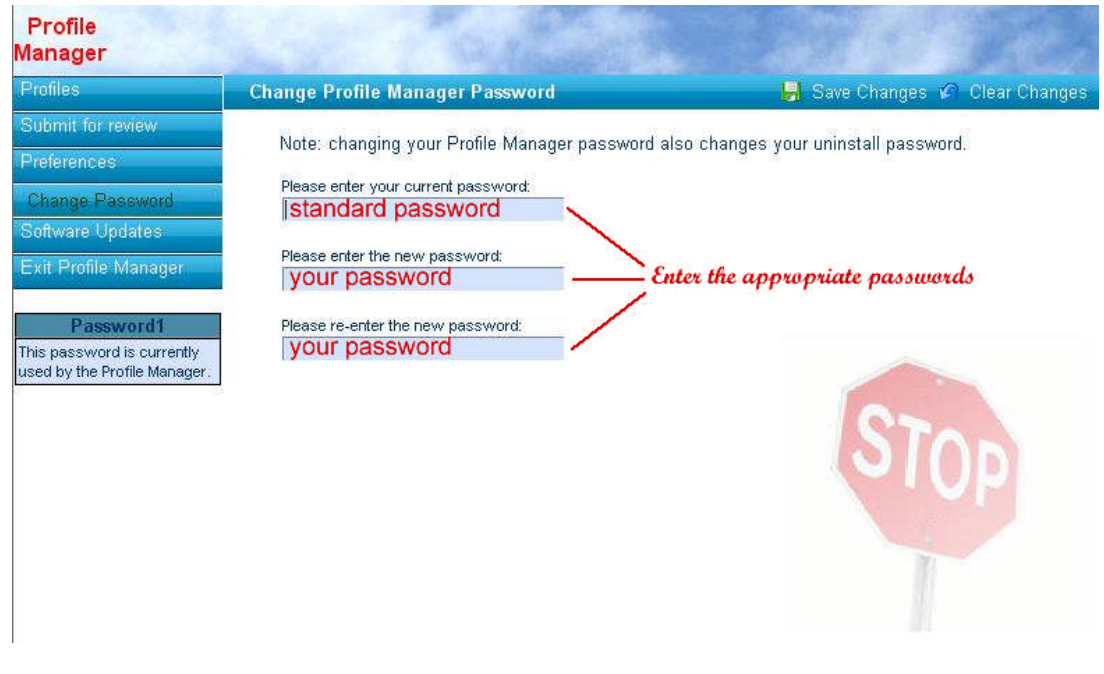 Profile
Manager
Profiles
Change Profile Manager Password
Save Changes
Clear Changes
Submit for review
Preferences
Change Password
Software Updates
Exit Profile Manager
Password1
This password is currently
used by the Profile Manager.
Note: changing your Profile Manager password also changes your uninstall password.
Please enter your current password:
standard password
Please enter the new password:
your password
Enter the appropriate passwords
Please re-enter the new password:
your password
STOP